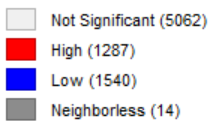 Not Significant (5062)
High (1287)
Low (1540)
Neighborless (14)